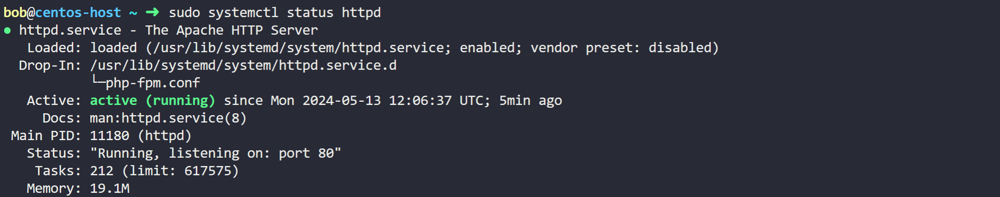 bob@centos-host ~ ➜ sudo systemctl status httpd
● httpd.service - The Apache HTTP Server
   Loaded: loaded (/usr/lib/systemd/system/httpd.service; enabled; vendor preset: disabled)
  Drop-In: /usr/lib/systemd/system/httpd.service.d
           └─php-fpm.conf
   Active: active (running) since Mon 2024-05-13 12:06:37 UTC; 5min ago
     Docs: man:httpd.service(8)
 Main PID: 11180 (httpd)
   Status: "Running, listening on: port 80"
    Tasks: 212 (limit: 617575)
   Memory: 19.1M